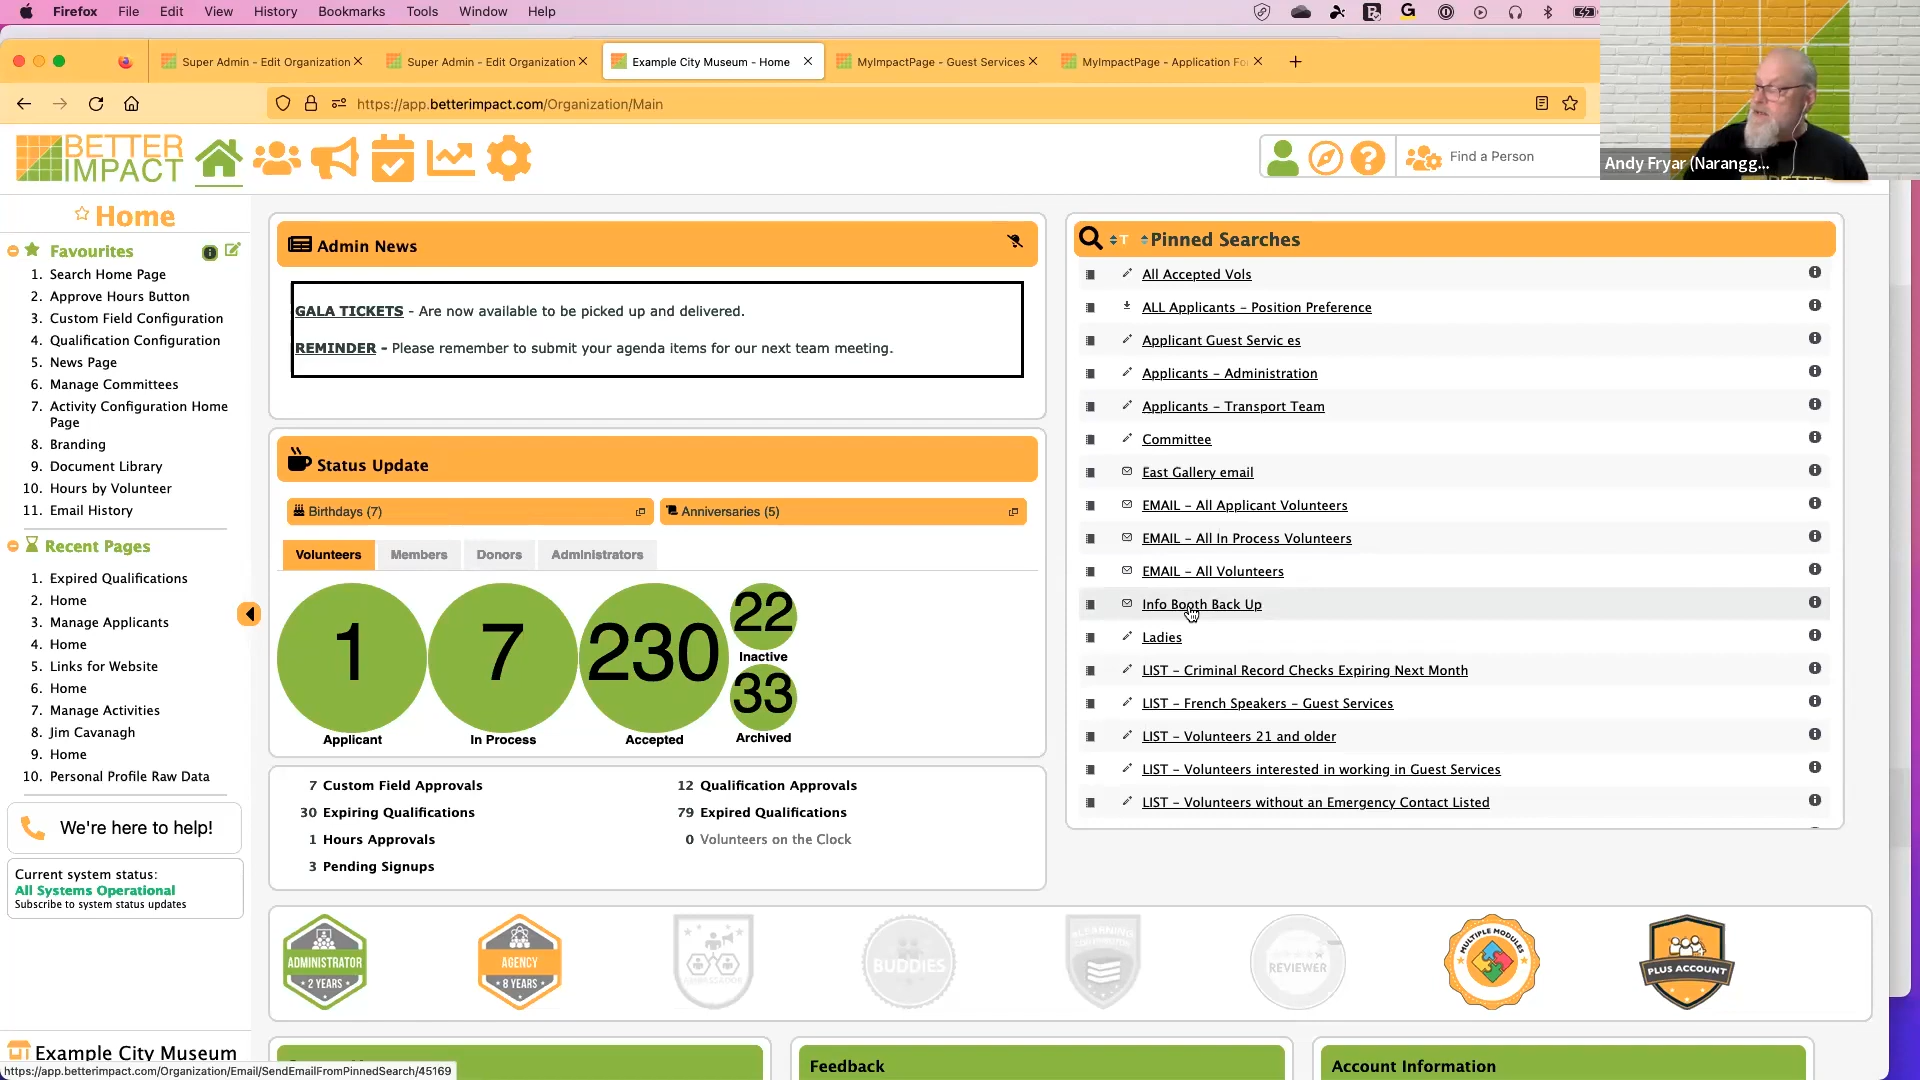 Firefox File Edit View History Bookmarks Tools Window Help
Super Admin - Edit Organization
Super Admin - Edit Organization
Example City Museum - Home
MyImpactPage - Guest Services
MyImpactPage - Application Fo
https://app.betterimpact.com/Organization/Main
BETTER IMPACT
Find a Person
Andy Fryar (Narangg...
Home
Favourites
1. Search Home Page
2. Approve Hours Button
3. Custom Field Configuration
4. Qualification Configuration
5. News Page
6. Manage Committees
7. Activity Configuration Home
Page
8. Branding
9. Document Library
10. Hours by Volunteer
11. Email History
Recent Pages
1. Expired Qualifications
2. Home
3. Manage Applicants
4. Home
5. Links for Website
6. Home
7. Manage Activities
8. Jim Cavanagh
9. Home
10. Personal Profile Raw Data
We're here to help!
Current system status:
All Systems Operational
Subscribe to system status updates
Example City Museum
https://app.betterimpact.com/Organization/Email/SendEmailFromPinnedSearch/45169
Admin News
GALA TICKETS - Are now available to be picked up and delivered.
REMINDER - Please remember to submit your agenda items for our next team meeting.
Status Update
Birthdays (7)
Anniversaries (5)
Volunteers Members Donors Administrators
1
Applicant
7
In Process
230
Accepted
22
Inactive
33
Archived
7 Custom Field Approvals
12 Qualification Approvals
30 Expiring Qualifications
79 Expired Qualifications
1 Hours Approvals
0 Volunteers on the Clock
3 Pending Signups
T Pinned Searches
All Accepted Vols
ALL Applicants - Position Preference
Applicant Guest Servic es
Applicants - Administration
Applicants - Transport Team
Committee
East Gallery email
EMAIL - All Applicant Volunteers
EMAIL - All In Process Volunteers
EMAIL - All Volunteers
Info Booth Back Up
Ladies
LIST - Criminal Record Checks Expiring Next Month
LIST - French Speakers - Guest Services
LIST - Volunteers 21 and older
LIST - Volunteers interested in working in Guest Services
LIST - Volunteers without an Emergency Contact Listed
ADMINISTRATOR
2 YEARS
AGENCY
8 YEARS
BUDDIES
REVIEWER
MULTIPLE MODULES
PLUS ACCOUNT
Feedback
Account Information